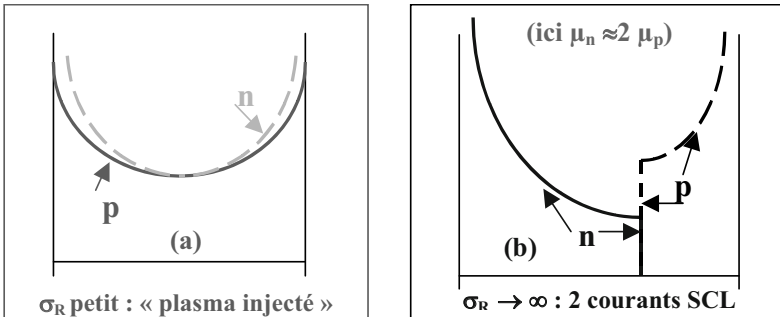 n
p
(a)
σR petit : « plasma injecté »
(ici μn ≈2 μp)
p
n
(b)
σR → ∞ : 2 courants SCL